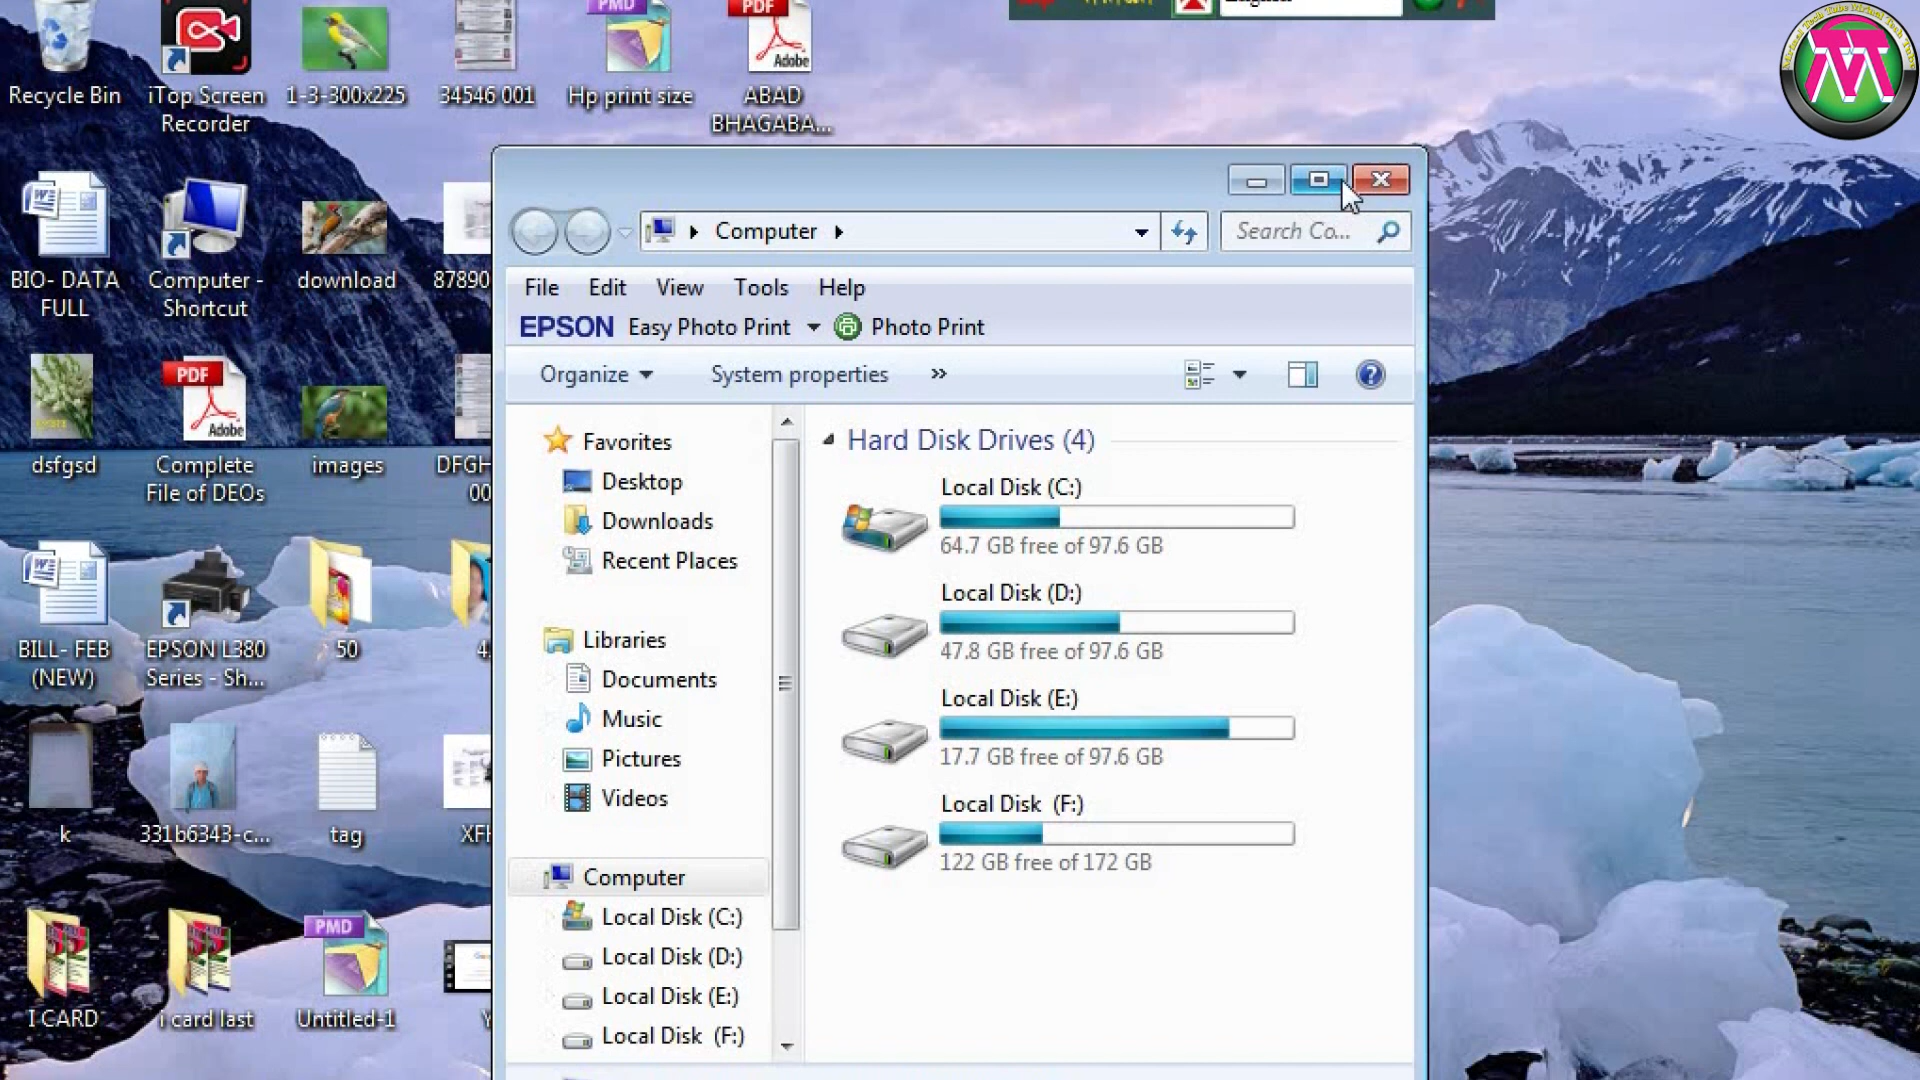 Recycle Bin
iTop Screen
Recorder
1-3-300x225
34546 001
PMD
Hp print size
PDF
Adobe
ABAD
BHAGABA...
BIO- DATA
FULL
Computer -
Shortcut
download
87890
dsfgsd
PDF
Adobe
Complete
File of DEOs
images
DFGH
00
BILL- FEB
(NEW)
EPSON L380
Series - Sh...
50
4
k
331b6343-c...
tag
XFH
I CARD
i card last
PMD
Untitled-1
Y
Computer
Search Co...
File Edit View Tools Help
EPSON Easy Photo Print Photo Print
Organize System properties »
Favorites
Desktop
Downloads
Recent Places
Libraries
Documents
Music
Pictures
Videos
Computer
Local Disk (C:)
Local Disk (D:)
Local Disk (E:)
Local Disk (F:)
Hard Disk Drives (4)
Local Disk (C:)
64.7 GB free of 97.6 GB
Local Disk (D:)
47.8 GB free of 97.6 GB
Local Disk (E:)
17.7 GB free of 97.6 GB
Local Disk (F:)
122 GB free of 172 GB